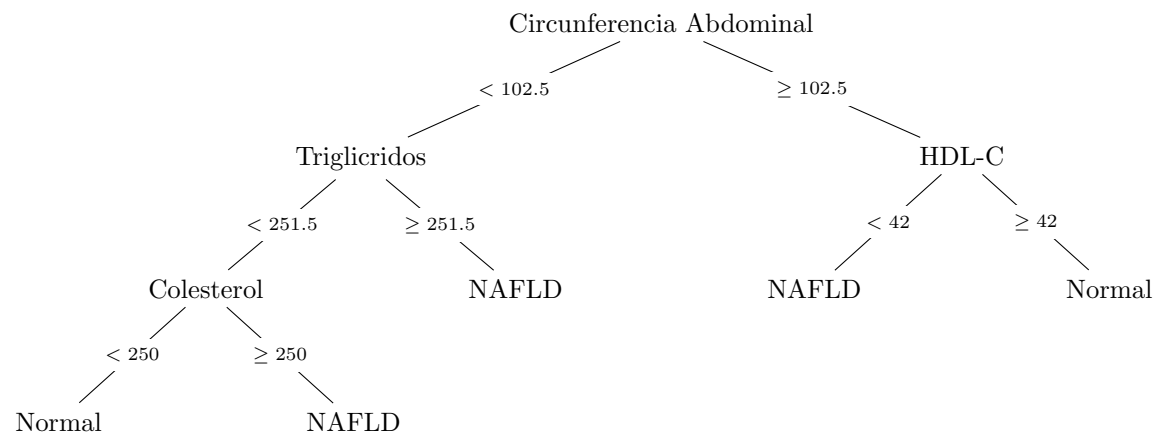 Circunferencia Abdominal
< 102.5
≥ 102.5
Triglicridos
HDL-C
< 251.5
≥ 251.5
< 42
≥ 42
Colesterol
NAFLD
NAFLD
Normal
< 250
≥ 250
Normal
NAFLD